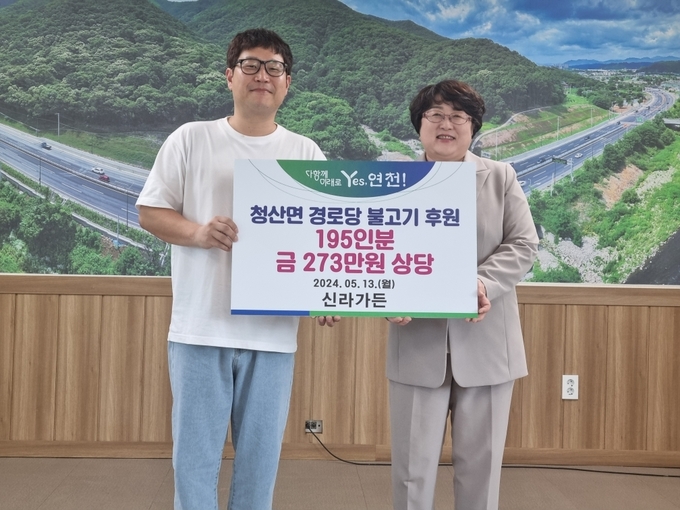 다함께
미래로 Yes, 연천!
청산면 경로당 불고기 후원
195인분
금 273만원 상당
2024. 05. 13.(월)
신라가든